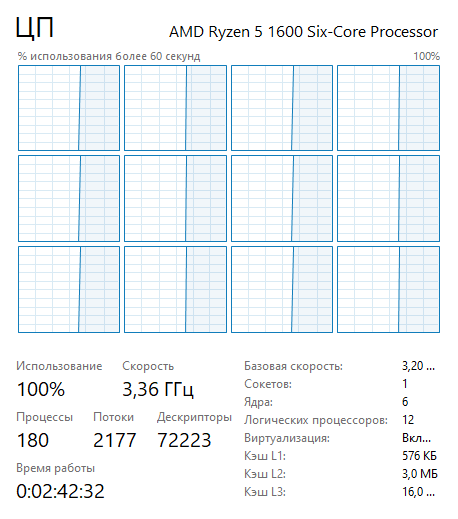 ЦП AMD Ryzen 5 1600 Six-Core Processor
% использования более 60 секунд 100%
Использование Скорость
100% 3,36 ГГц
Процессы Потоки Дескрипторы
180 2177 72223
Время работы
0:02:42:32
Базовая скорость: 3,20 ...
Сокетов: 1
Ядра: 6
Логических процессоров: 12
Виртуализация: Вкл...
Кэш L1: 576 КБ
Кэш L2: 3,0 МБ
Кэш L3: 16,0 ...